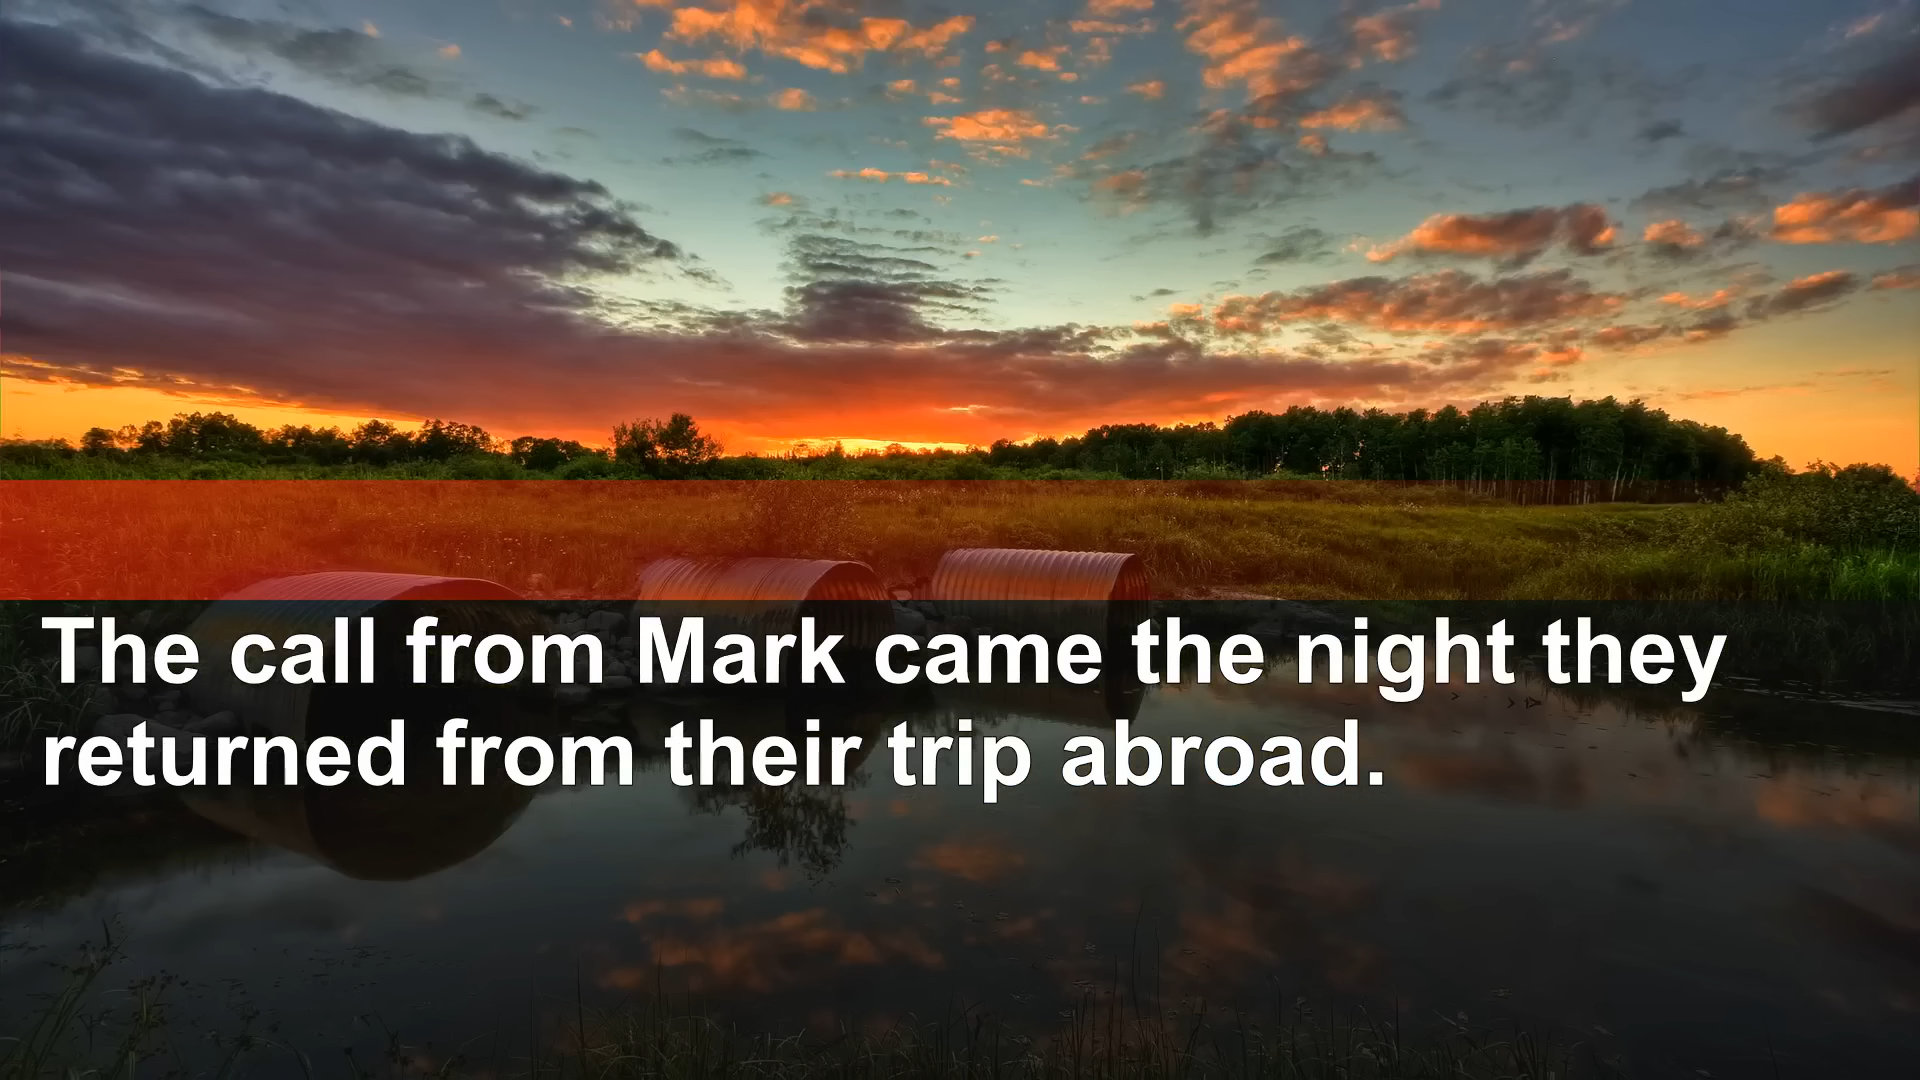 The call from Mark came the night they
returned from their trip abroad.